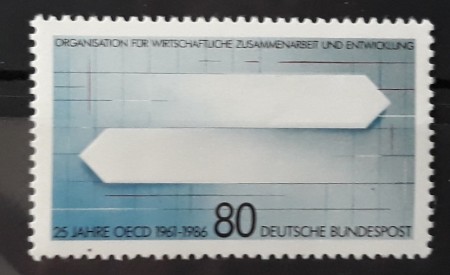 ORGANISATION FÜR WIRTSCHAFTLICHE ZUSAMMENARBEIT UND ENTWICKLUNG
25 JAHRE OECD 1961-1986 80 DEUTSCHE BUNDESPOST